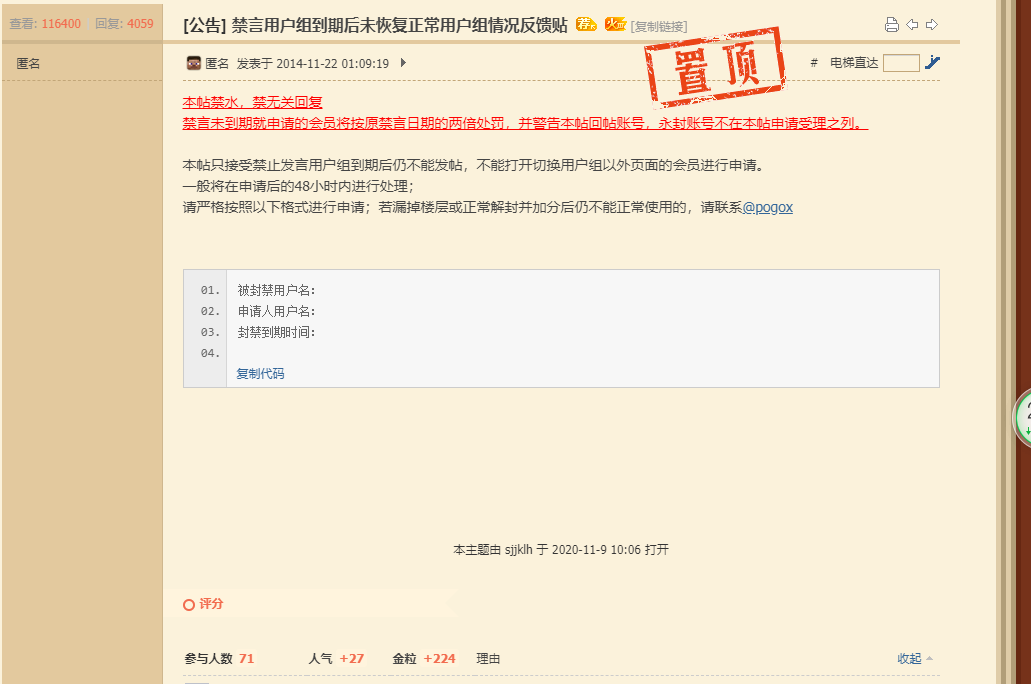 查看: 116400 回复: 4059
[公告] 禁言用户组到期后未恢复正常用户组情况反馈贴 荐 火 [复制链接]
置顶
匿名
匿名 发表于 2014-11-22 01:09:19
# 电梯直达
本帖禁水，禁无关回复
禁言未到期就申请的会员将按原禁言日期的两倍处罚，并警告本帖回帖账号，永封账号不在本帖申请受理之列。
本帖只接受禁止发言用户组到期后仍不能发帖，不能打开切换用户组以外页面的会员进行申请。
一般将在申请后的48小时内进行处理；
请严格按照以下格式进行申请；若漏掉楼层或正常解封并加分后仍不能正常使用的，请联系@pogox
01. 被封禁用户名:
02. 申请人用户名:
03. 封禁到期时间:
04.
复制代码
本主题由 sjjklh 于 2020-11-9 10:06 打开
评分
参与人数 71 人气 +27 金粒 +224 理由 收起